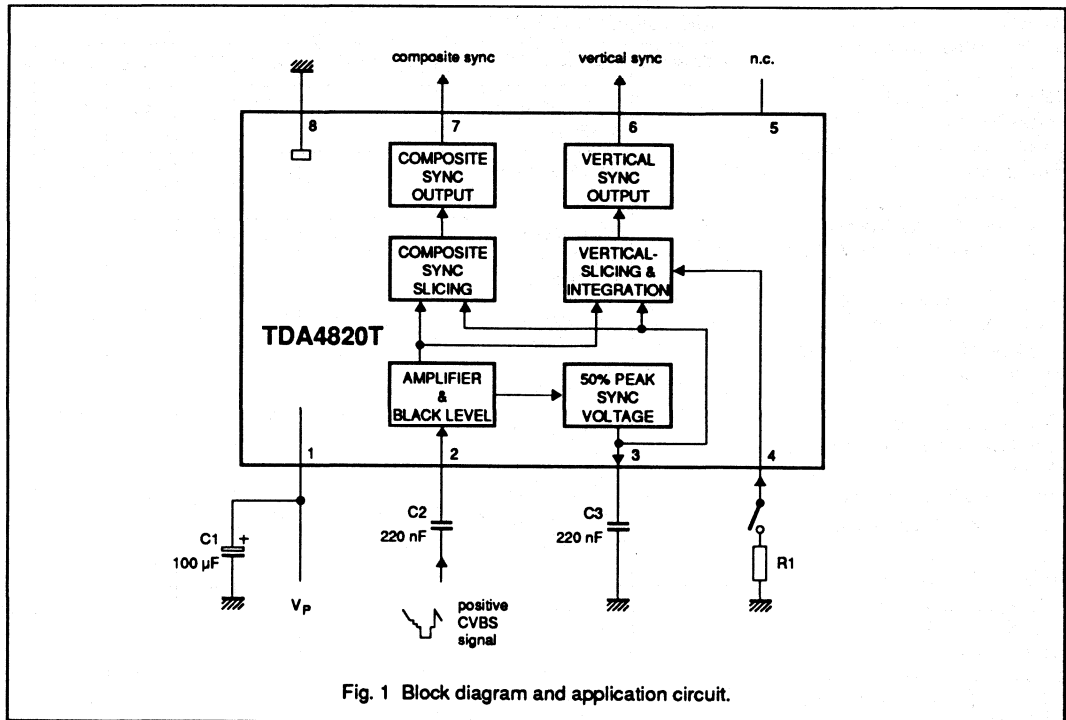 composite sync
vertical sync
n.c.
8
7
6
5
COMPOSITE
SYNC
OUTPUT
VERTICAL
SYNC
OUTPUT
COMPOSITE
SYNC
SLICING
VERTICAL-
SLICING &
INTEGRATION
TDA4820T
AMPLIFIER
&
BLACK LEVEL
50% PEAK
SYNC
VOLTAGE
1
2
3
4
C1
+
100 µF
C2
220 nF
C3
220 nF
R1
VP
positive
CVBS
signal
Fig. 1 Block diagram and application circuit.